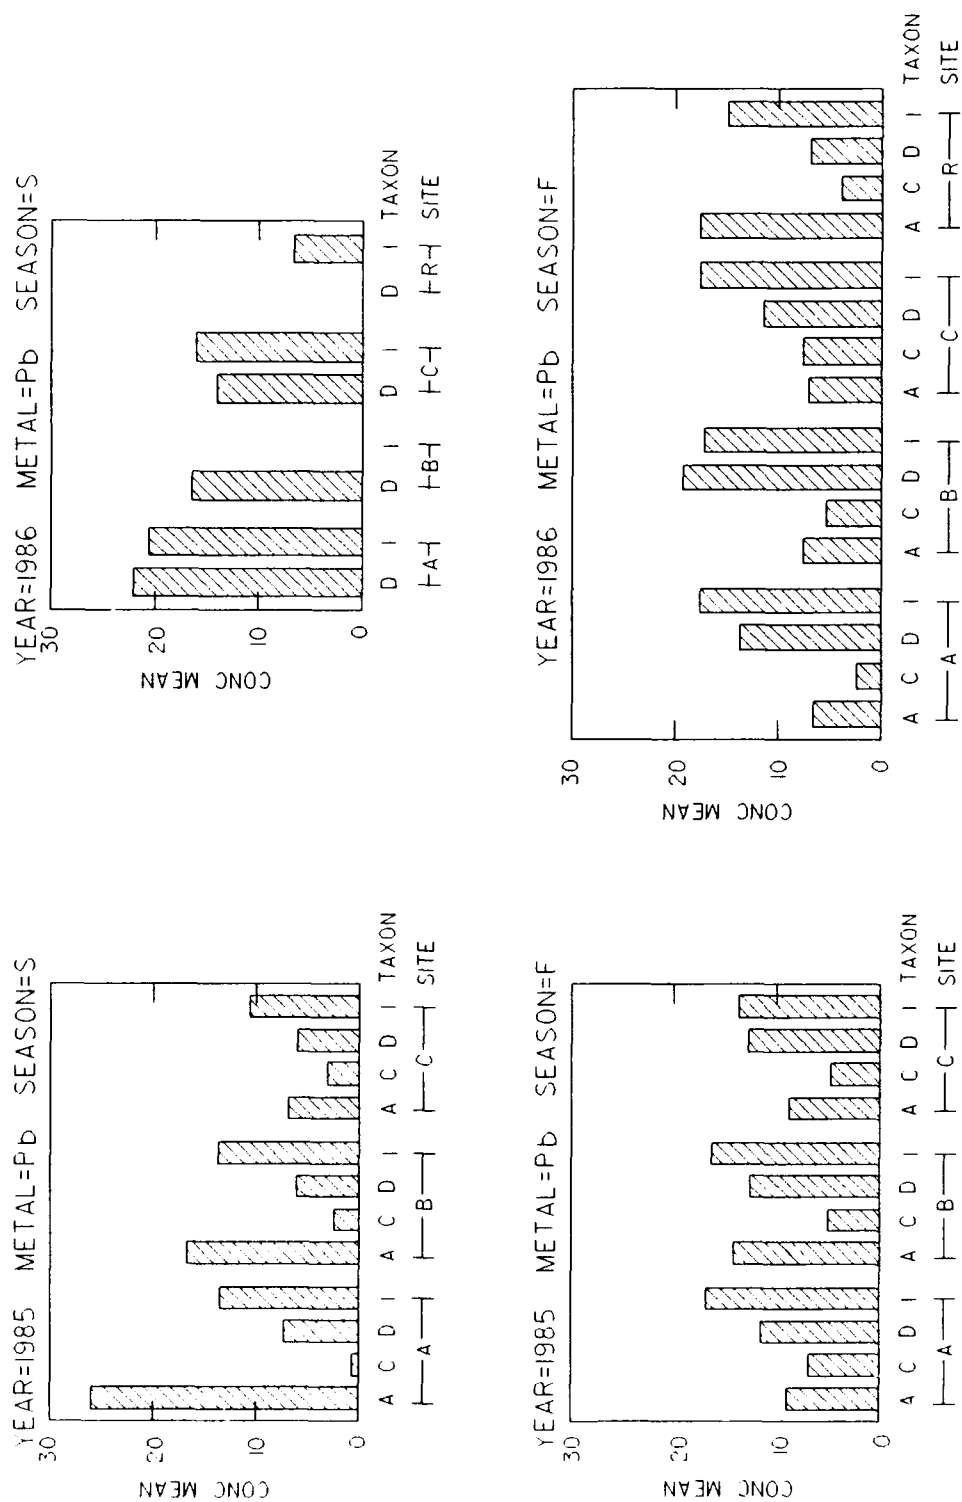 YEAR=1985 METAL=Pb SEASON=S
CONC MEAN
30
20
10
0
A C D I A C D I A C D I TAXON
A B C SITE
YEAR=1986 METAL=Pb SEASON=S
CONC MEAN
30
20
10
0
D I D I D I D I TAXON
A B C R SITE
YEAR=1985 METAL=Pb SEASON=F
CONC MEAN
30
20
10
0
A C D I A C D I A C D I TAXON
A B C SITE
YEAR=1986 METAL=Pb SEASON=F
CONC MEAN
30
20
10
0
A C D I A C D I A C D I A C D I TAXON
A B C R SITE